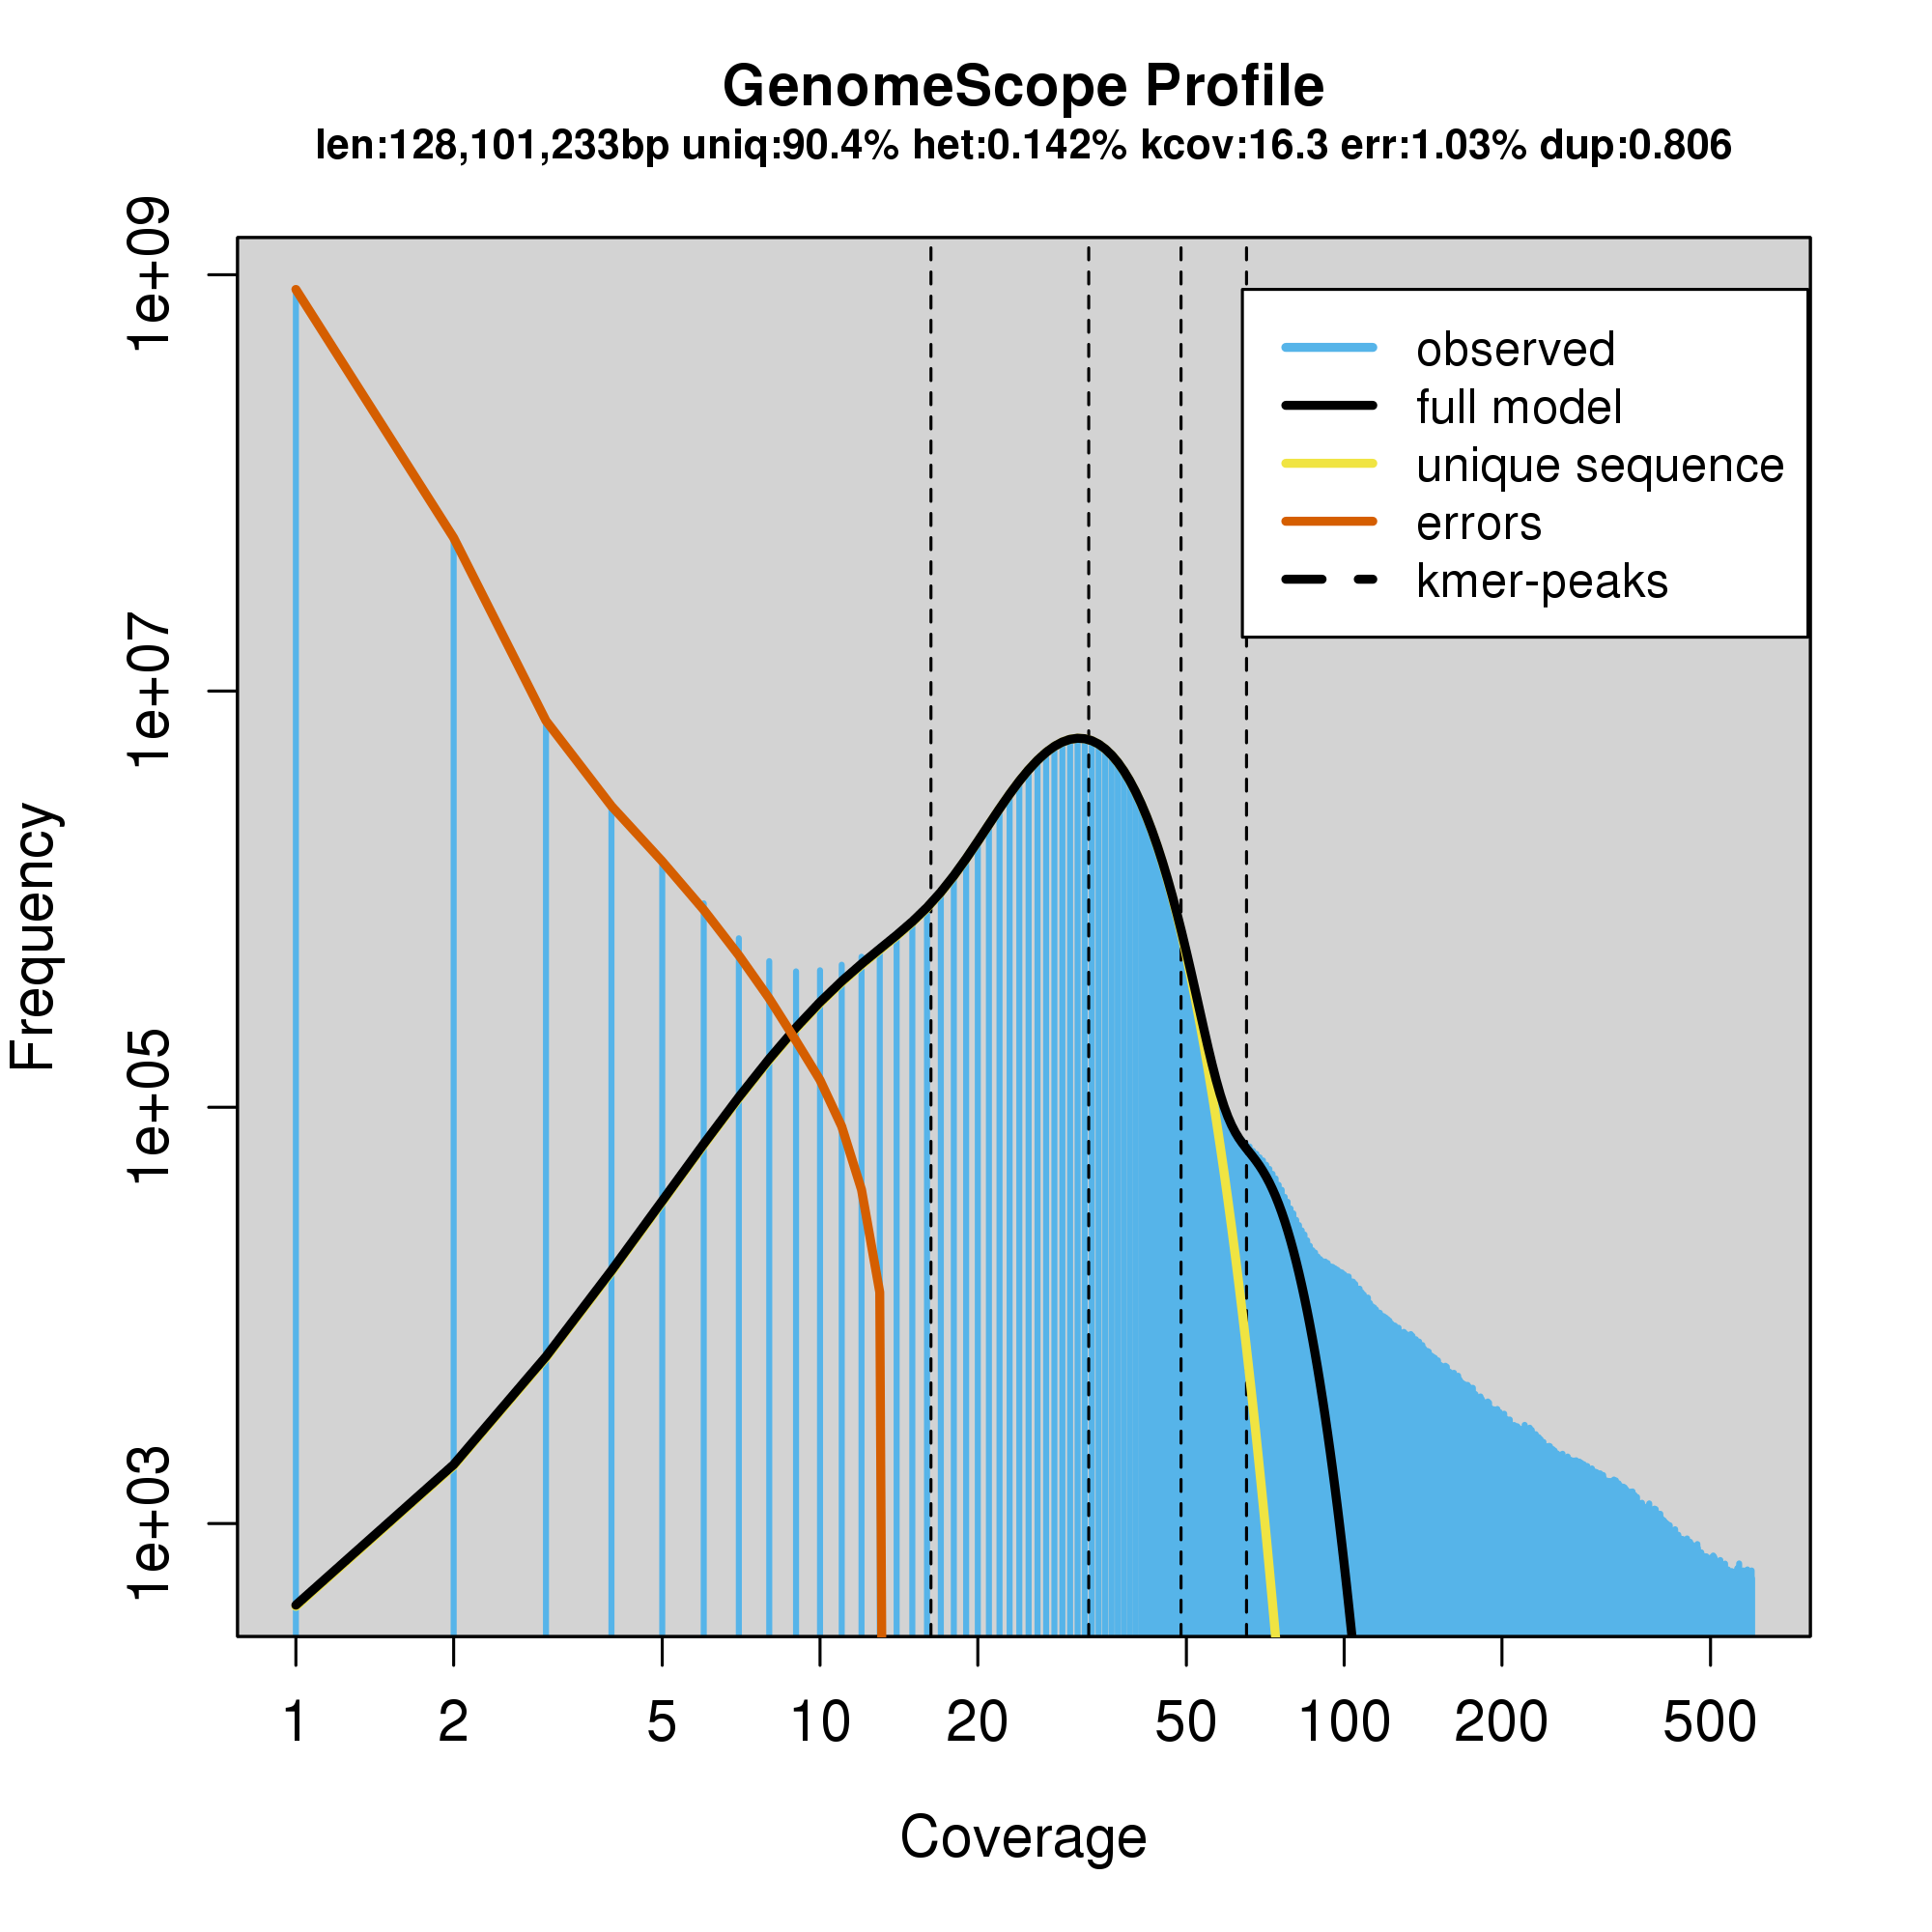 GenomeScope Profile
len:128,101,233bp uniq:90.4% het:0.142% kcov:16.3 err:1.03% dup:0.806
1e+09
1e+07
1e+05
1e+03
Frequency
observed
full model
unique sequence
errors
kmer-peaks
1 2 5 10 20 50 100 200 500
Coverage